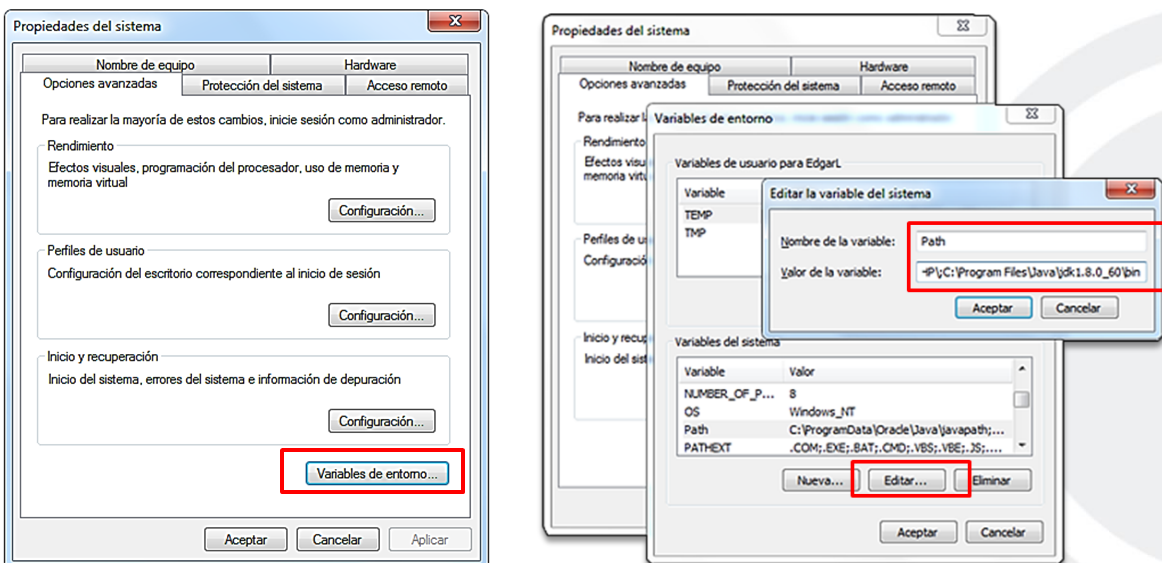 Propiedades del sistema
Nombre de equipo
Hardware
Opciones avanzadas
Protección del sistema
Acceso remoto
Para realizar la mayoría de estos cambios, inicie sesión como administrador.
Rendimiento
Efectos visuales, programación del procesador, uso de memoria y
memoria virtual
Configuración...
Perfiles de usuario
Configuración del escritorio correspondiente al inicio de sesión
Configuración...
Inicio y recuperación
Inicio del sistema, errores del sistema e información de depuración
Configuración...
Variables de entorno...
Aceptar
Cancelar
Aplicar
Propiedades del sistema
Nombre de equipo
Hardware
Opciones avanzadas
Protección del sistema
Acceso remoto
Para realizar l
Rendimiento
Efectos visu
memoria virtu
Perfiles de u
Configuració
Inicio y recup
Inicio del sist
Variables de entorno
Variables de usuario para EdgarL
Variable
TEMP
TMP
Editar la variable del sistema
Nombre de la variable:
Path
Valor de la variable:
HP\;C:\Program Files\Java\jdk1.8.0_60\bin
Aceptar
Cancelar
Variables del sistema
Variable
Valor
NUMBER_OF_P...
8
OS
Windows_NT
Path
C:\ProgramData\Oracle\Java\javapath;...
PATHEXT
.COM;.EXE;.BAT;.CMD;.VBS;.VBE;.JS;....
Nueva...
Editar...
Eliminar
Aceptar
Cancelar